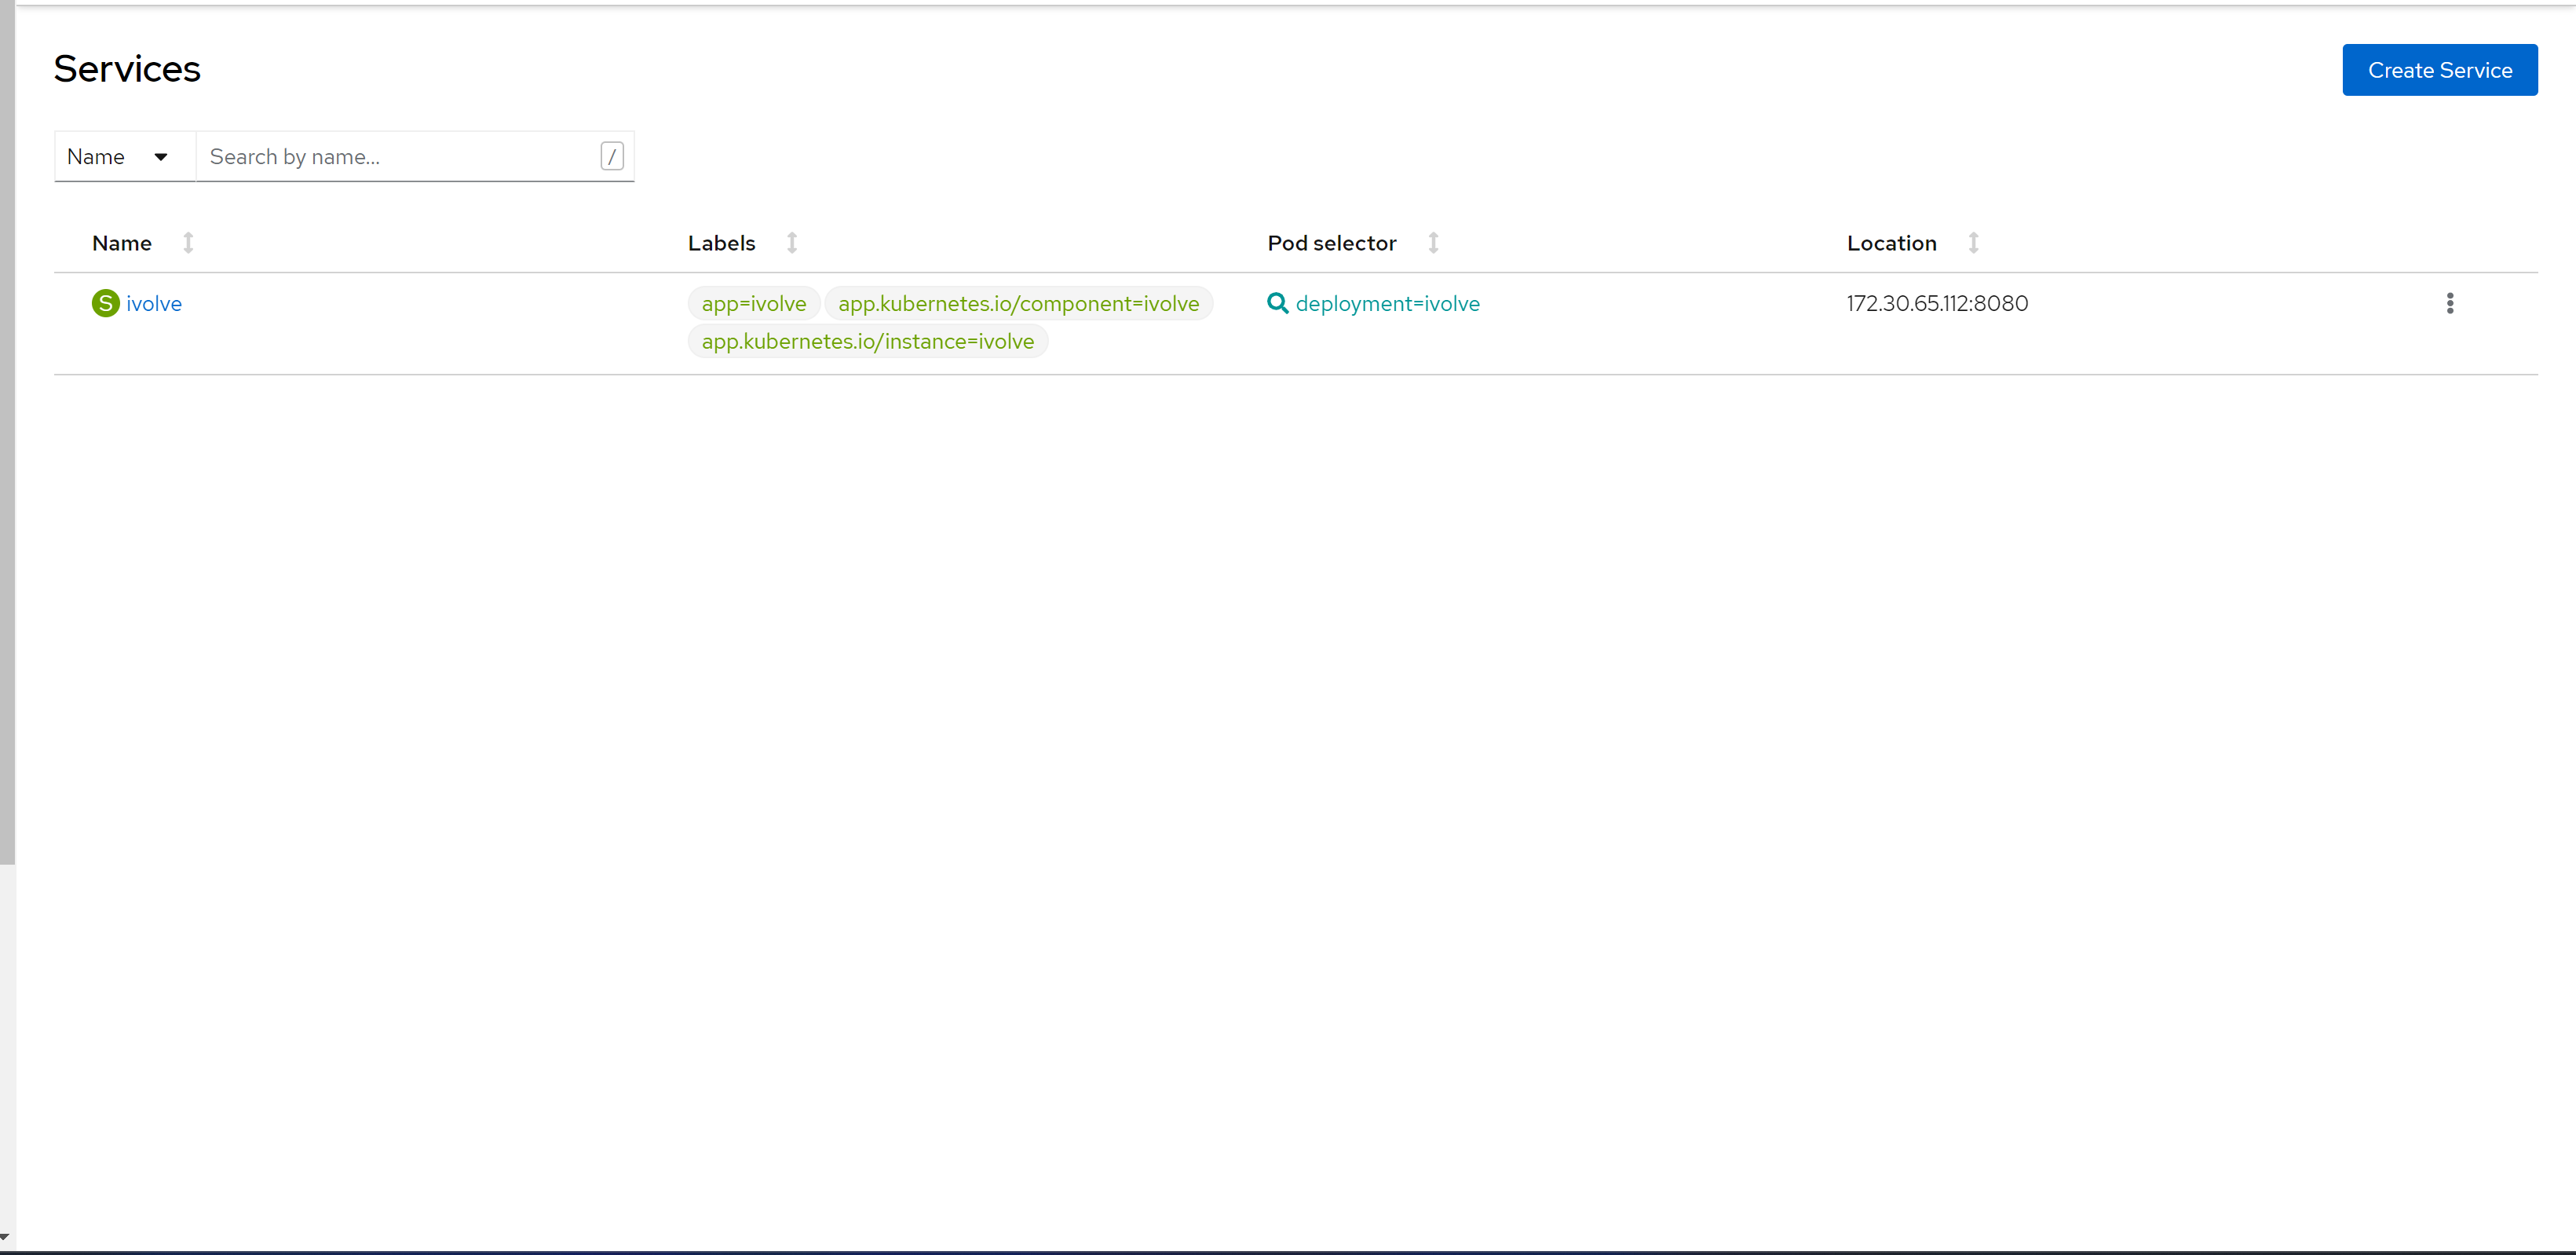 Services
Create Service
Name
Search by name...
/
Name
Labels
Pod selector
Location
S ivolve
app=ivolve
app.kubernetes.io/component=ivolve
app.kubernetes.io/instance=ivolve
deployment=ivolve
172.30.65.112:8080